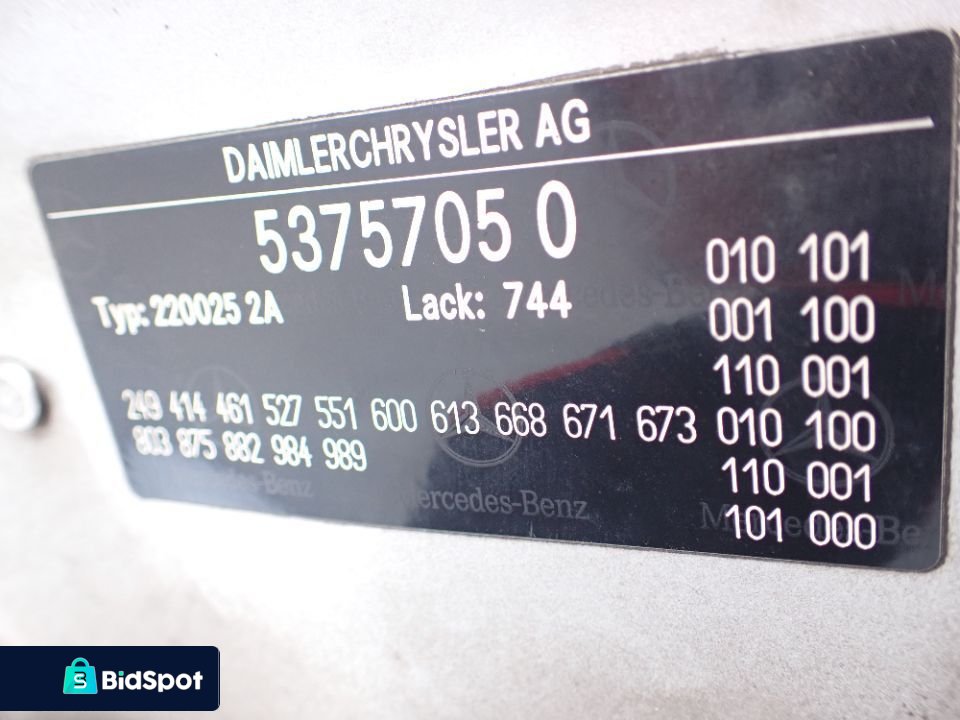 DAIMLERCHRYSLER AG
5375705 0
Typ: 220025 2A
Lack: 744
010 101
001 100
110 001
249 414 461 527 551 600 613 668 671 673
010 100
803 875 882 984 989
110 001
101 000
Mercedes-Benz
BidSpot